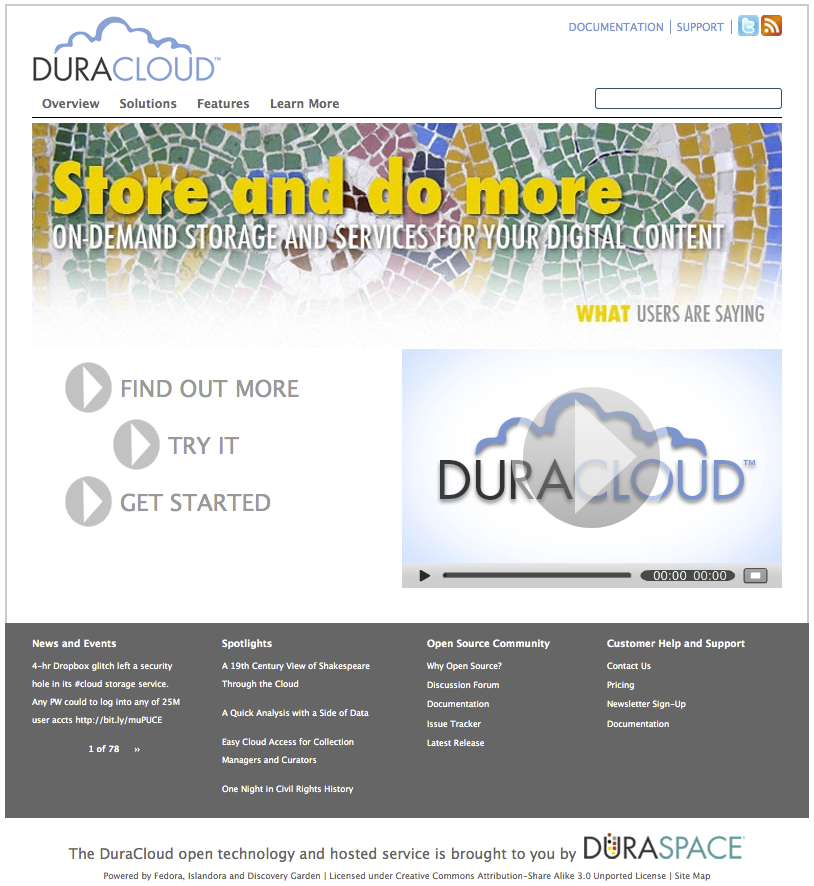 DOCUMENTATION | SUPPORT |
DURACLOUD™
Overview Solutions Features Learn More
Store and do more
ON-DEMAND STORAGE AND SERVICES FOR YOUR DIGITAL CONTENT
WHAT USERS ARE SAYING
FIND OUT MORE
TRY IT
GET STARTED
DURACLOUD™
00:00 00:00
News and Events
4-hr Dropbox glitch left a security
hole in its #cloud storage service.
Any PW could to log into any of 25M
user accts http://bit.ly/muPUCE
1 of 78 »
Spotlights
A 19th Century View of Shakespeare
Through the Cloud
A Quick Analysis with a Side of Data
Easy Cloud Access for Collection
Managers and Curators
One Night in Civil Rights History
Open Source Community
Why Open Source?
Discussion Forum
Documentation
Issue Tracker
Latest Release
Customer Help and Support
Contact Us
Pricing
Newsletter Sign-Up
Documentation
The DuraCloud open technology and hosted service is brought to you by DURASPACE
Powered by Fedora, Islandora and Discovery Garden | Licensed under Creative Commons Attribution-Share Alike 3.0 Unported License | Site Map